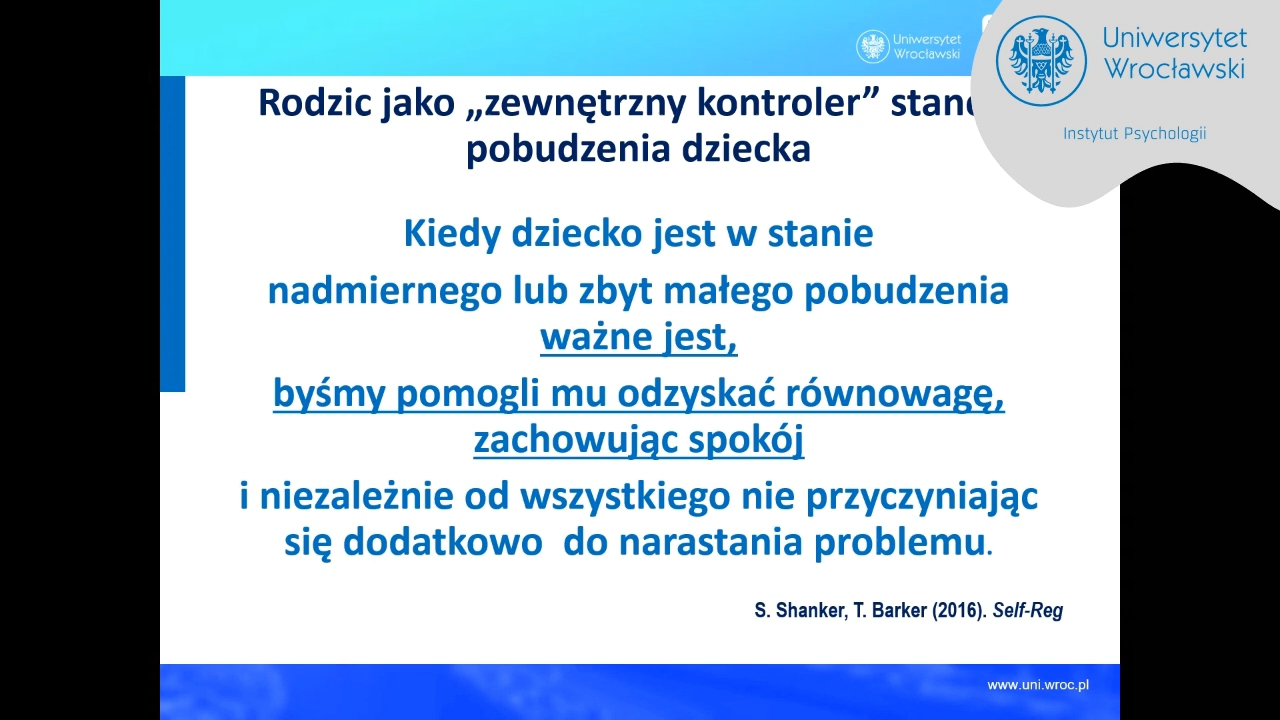 Uniwersytet
Wrocławski
Uniwersytet
Wrocławski
Instytut Psychologii
Rodzic jako „zewnętrzny kontroler”
pobudzenia dziecka
Kiedy dziecko jest w stanie
nadmiernego lub zbyt małego pobudzenia
ważne jest,
byśmy pomogli mu odzyskać równowagę,
zachowując spokój
i niezależnie od wszystkiego nie przyczyniając
się dodatkowo do narastania problemu.
S. Shanker, T. Barker (2016). Self-Reg
www.uni.wroc.pl